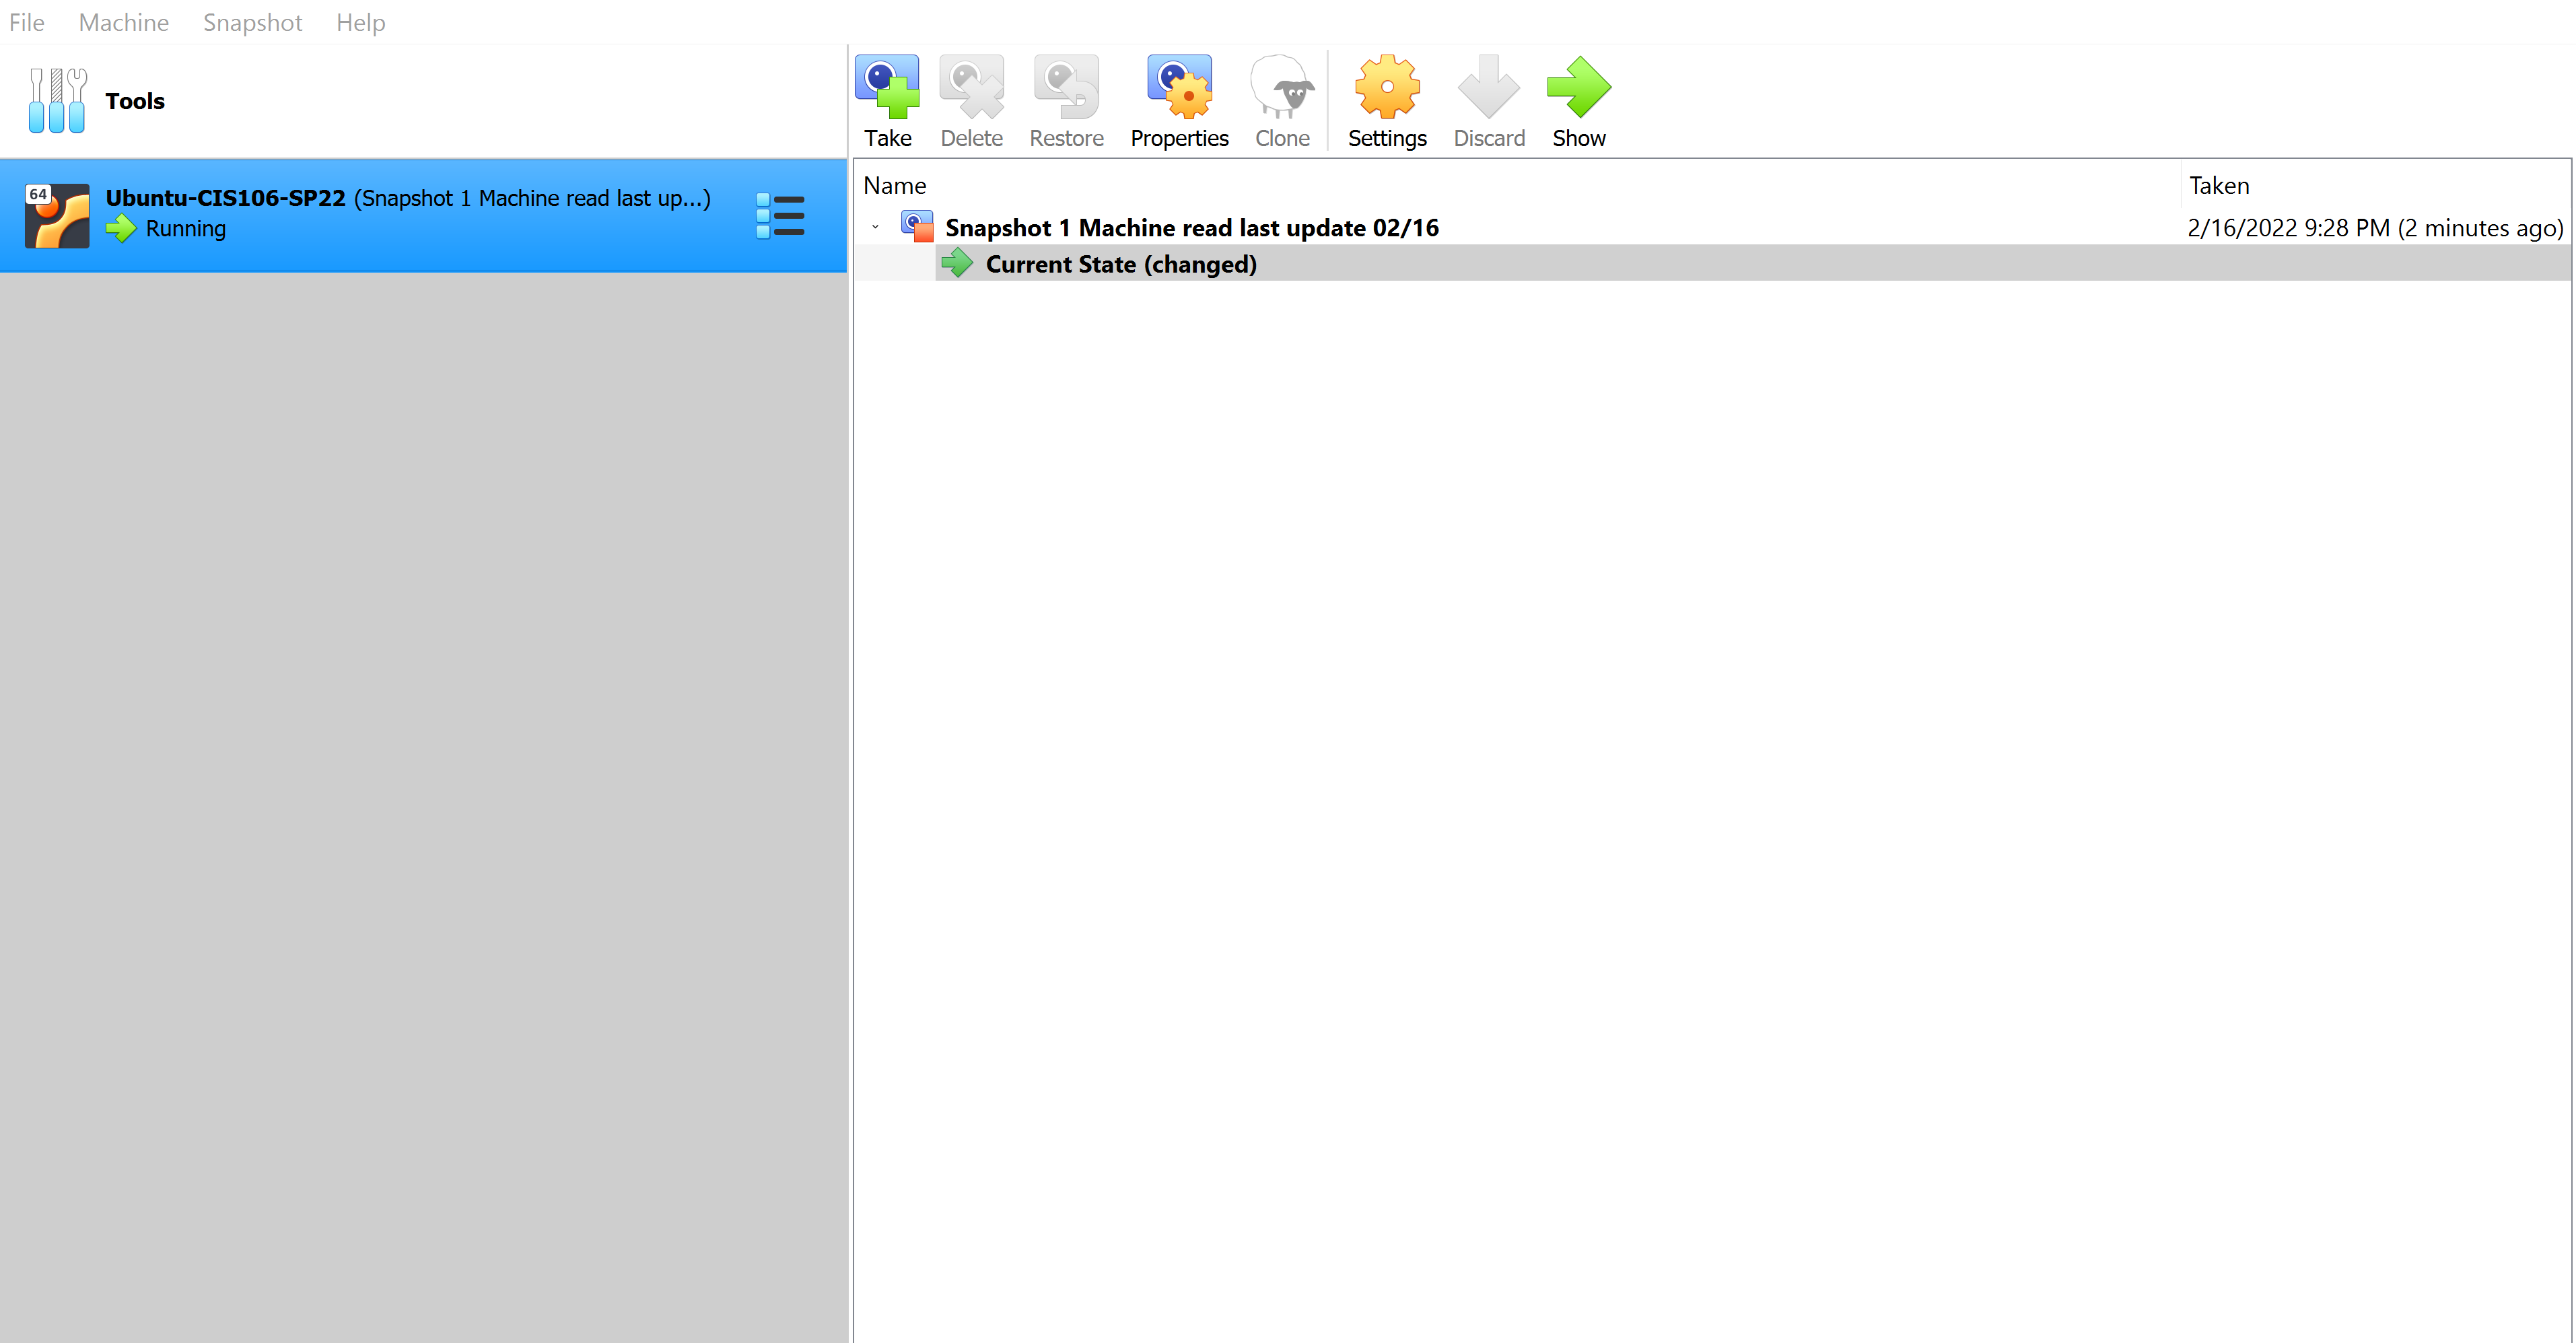 File Machine Snapshot Help
Tools
Take Delete Restore Properties Clone Settings Discard Show
64
Ubuntu-CIS106-SP22 (Snapshot 1 Machine read last up...)
Running
Name Taken
Snapshot 1 Machine read last update 02/16 2/16/2022 9:28 PM (2 minutes ago)
Current State (changed)